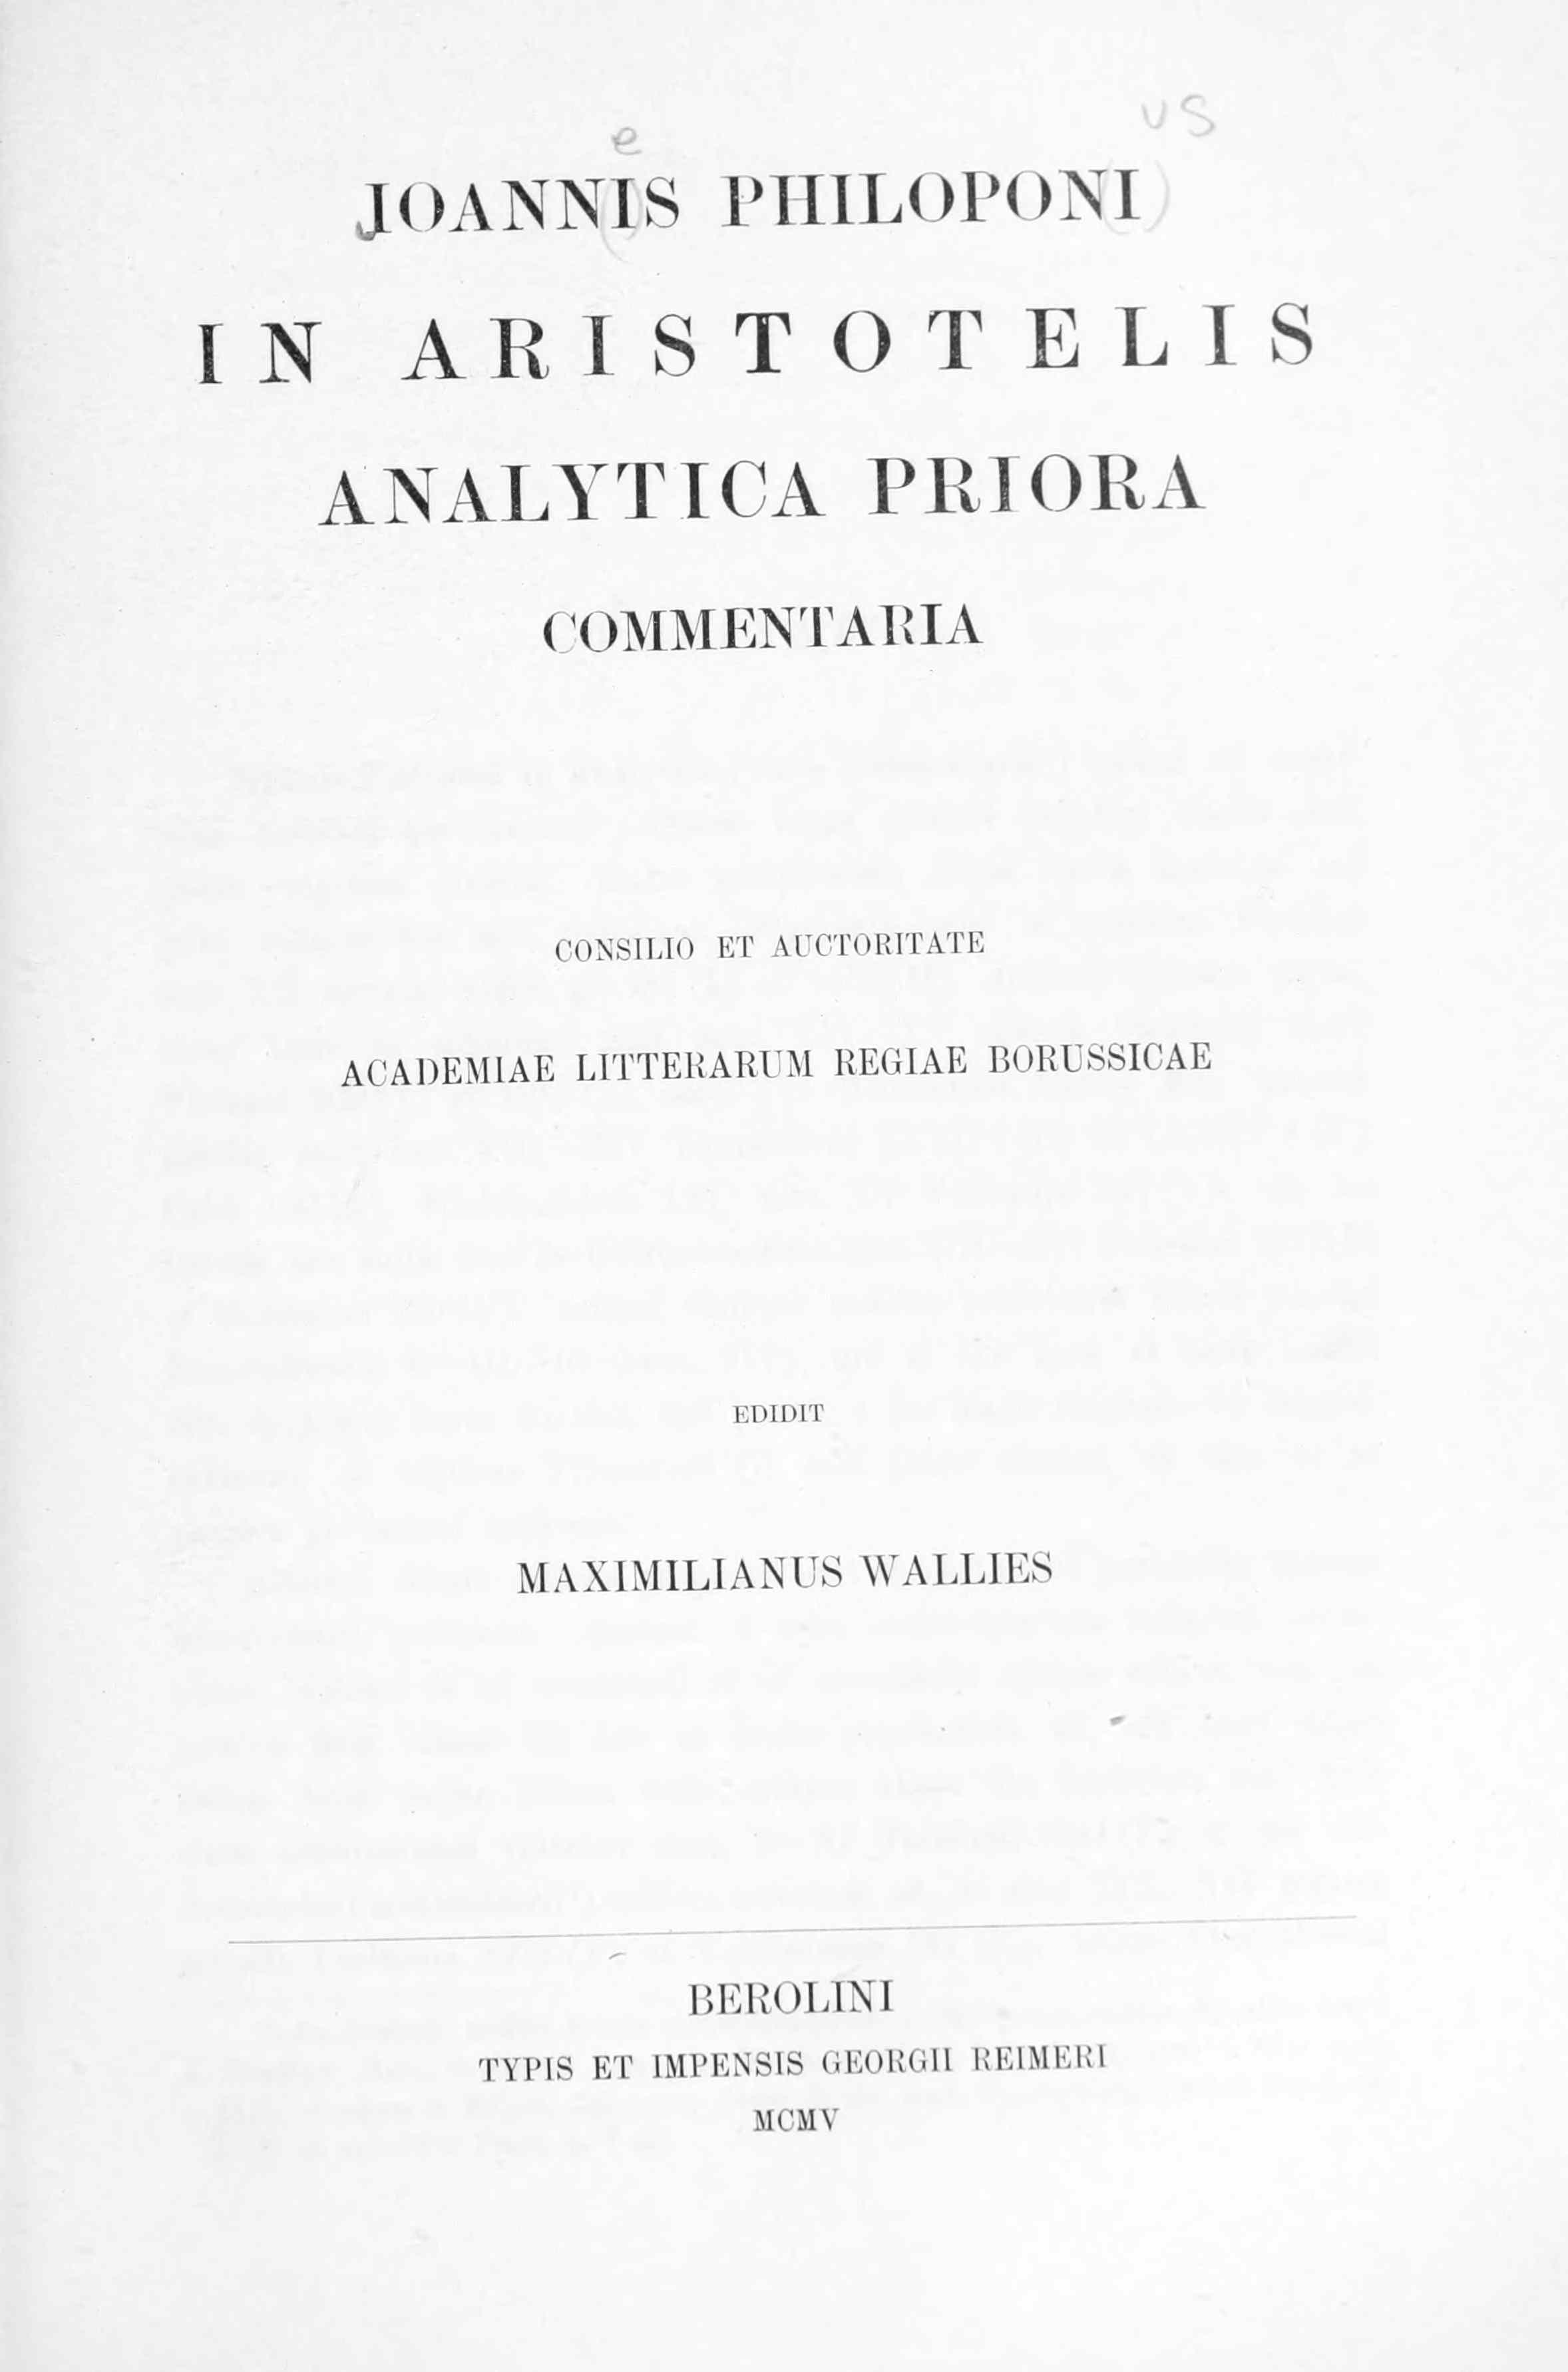 e
us
IOANNIS PHILOPONI
IN ARISTOTELIS
ANALYTICA PRIORA
COMMENTARIA
CONSILIO ET AUCTORITATE
ACADEMIAE LITTERARUM REGIAE BORUSSICAE
EDIDIT
MAXIMILIANUS WALLIES
BEROLINI
TYPIS ET IMPENSIS GEORGII REIMERI
MCMV